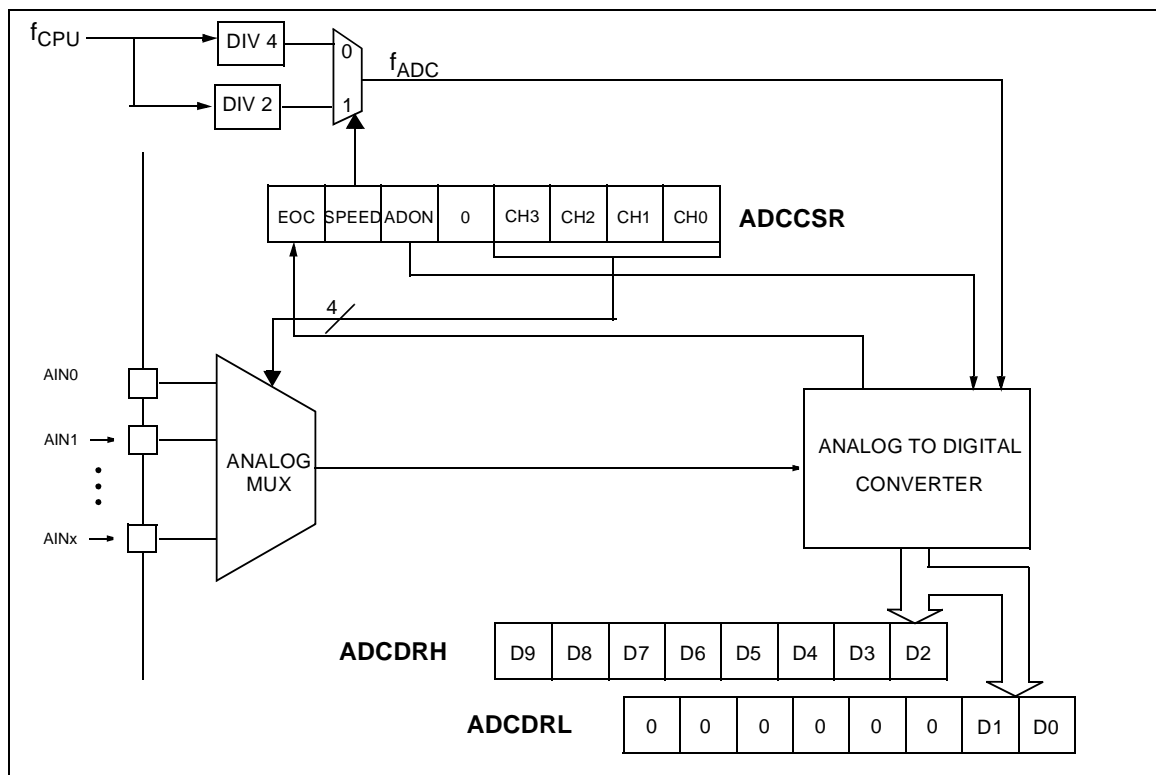 fCPU
DIV 4
0
fADC
DIV 2
1
EOC SPEED ADON 0 CH3 CH2 CH1 CH0 ADCCSR
4
AIN0
AIN1
AINx
ANALOG
MUX
ANALOG TO DIGITAL
CONVERTER
ADCDRH D9 D8 D7 D6 D5 D4 D3 D2
ADCDRL 0 0 0 0 0 0 D1 D0